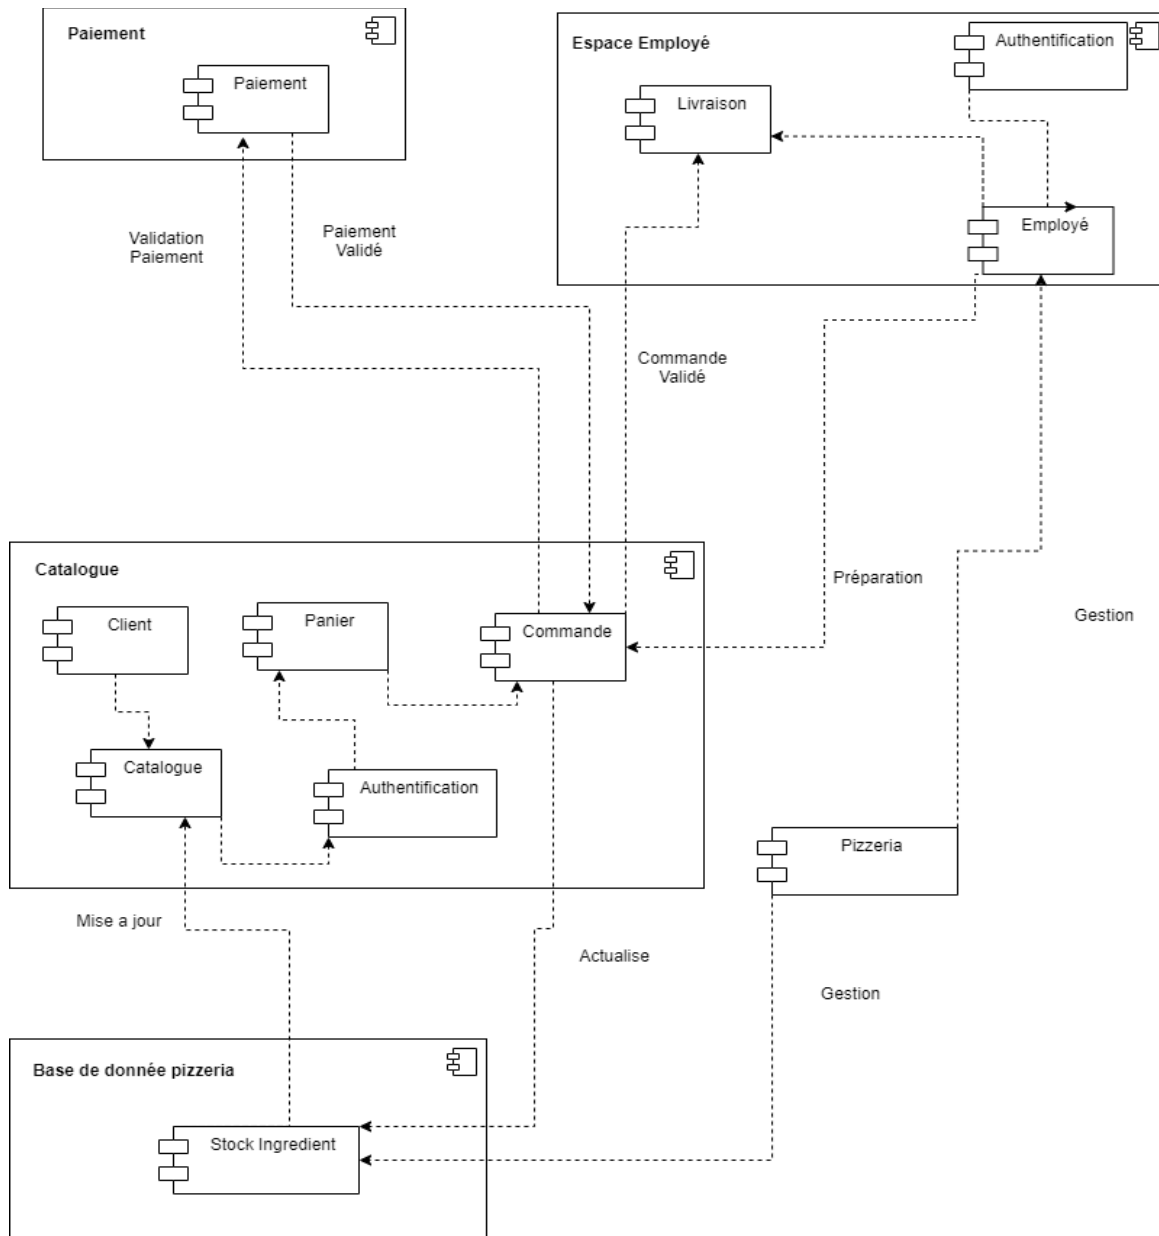 Paiement
Paiement
Espace Employé
Authentification
Livraison
Employé
Validation
Paiement
Paiement
Validé
Commande
Validé
Préparation
Gestion
Catalogue
Client
Panier
Commande
Catalogue
Authentification
Pizzeria
Mise a jour
Actualise
Gestion
Base de donnée pizzeria
Stock Ingredient